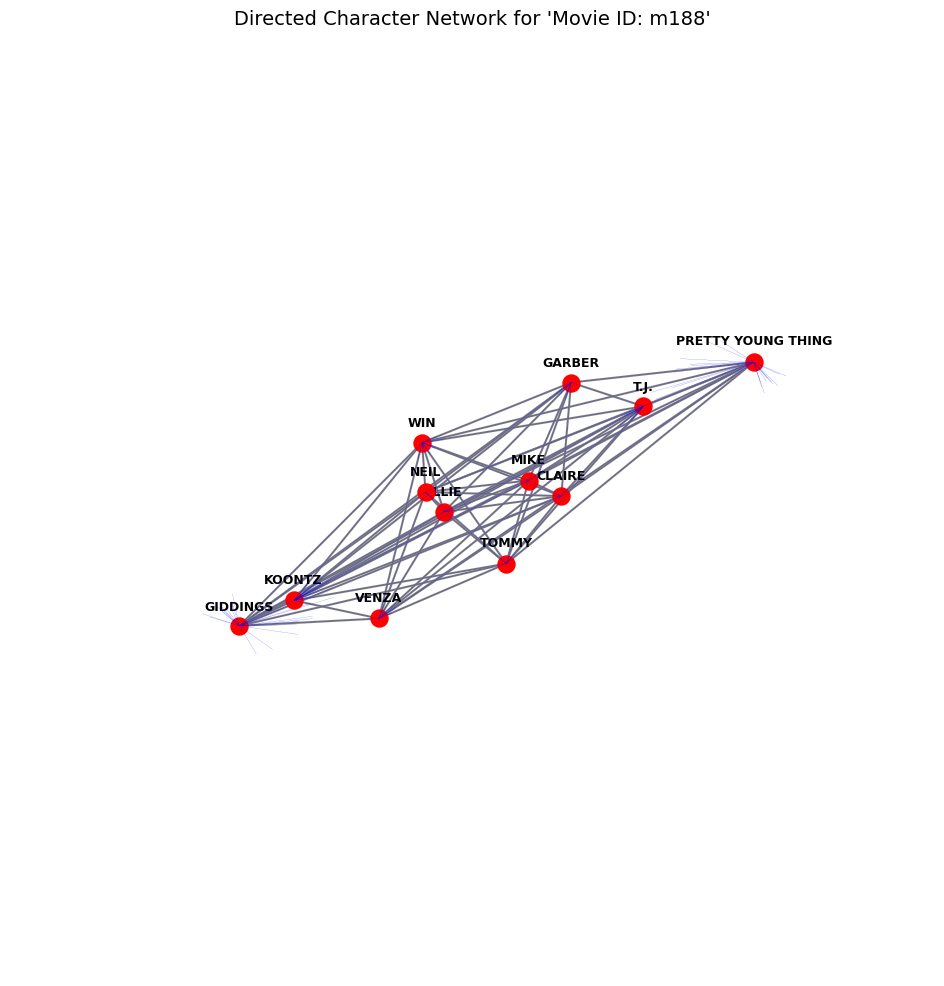 Directed Character Network for 'Movie ID: m188'
PRETTY YOUNG THING
GARBER
T.J.
WIN
MIKE
NEIL
CLAIRE
TOMMY
KOONTZ
VENZA
GIDDINGS